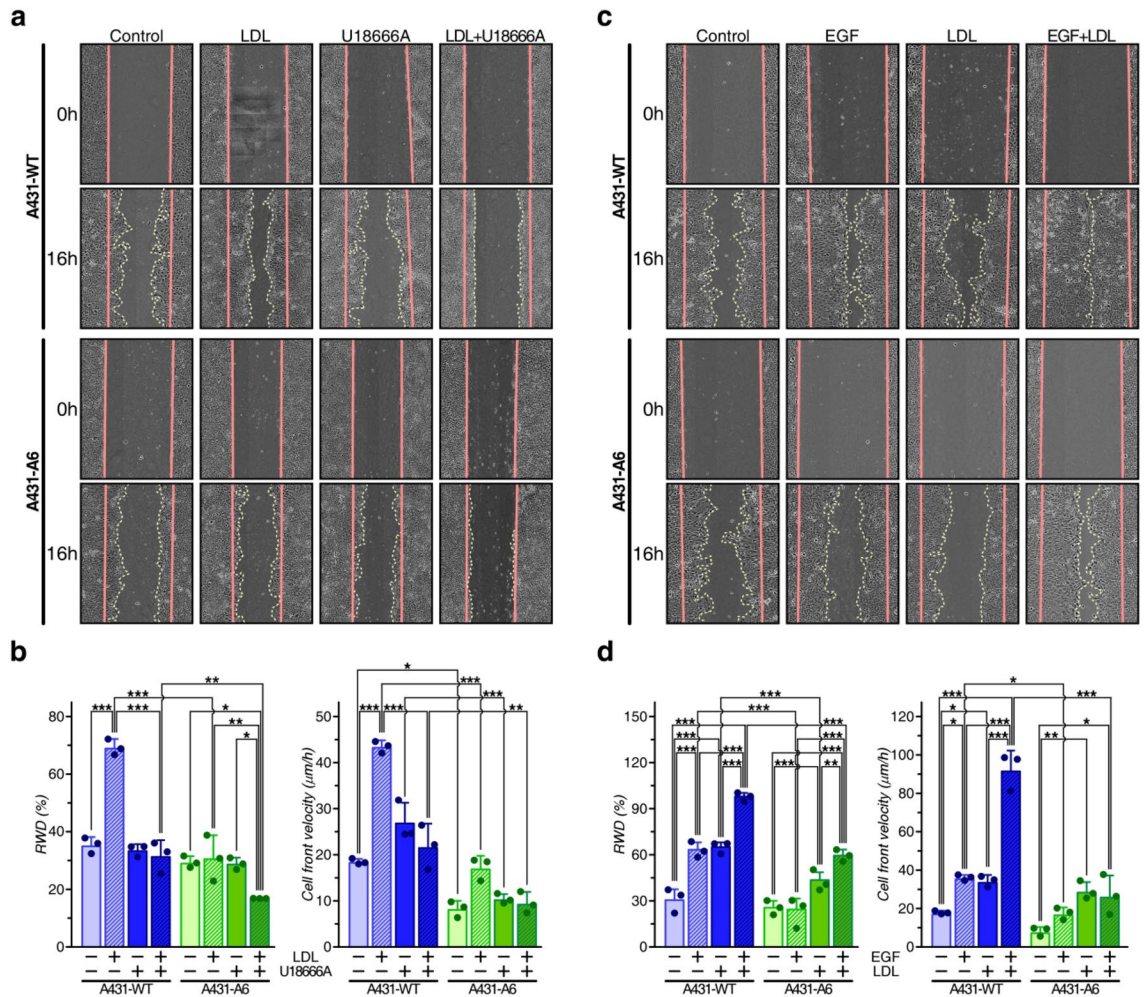 a
Control LDL U18666A LDL+U18666A
A431-WT
0h
16h
A431-A6
0h
16h
c
Control EGF LDL EGF+LDL
A431-WT
0h
16h
A431-A6
0h
16h
b
RWD (%)
80
60
40
20
0
*** *** *** ** * ** *
LDL − + − + − + − +
U18666A − − + + − − + +
A431-WT A431-A6
Cell front velocity (µm/h)
50
40
30
20
10
0
* *** *** *** *** **
− + − + − + − +
− − + + − − + +
A431-WT A431-A6
d
RWD (%)
150
120
90
60
30
0
*** *** *** *** *** *** *** *** *** *** **
− + − + − + − +
− − + + − − + +
A431-WT A431-A6
Cell front velocity (µm/h)
120
100
80
60
40
20
0
*** * * * *** *** *** ** *
− + − + − + − + EGF
− − + + − − + + LDL
A431-WT A431-A6